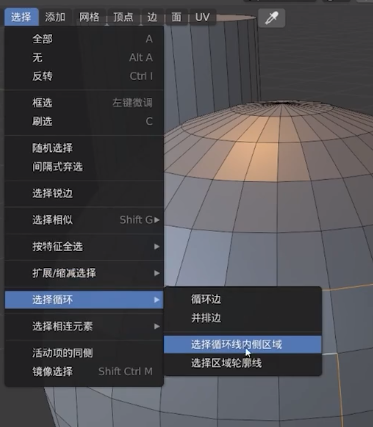 选择 添加 网格 顶点 边 面 UV
全部 A
无 Alt A
反转 Ctrl I
框选 左键微调
刷选 C
随机选择
间隔式弃选
选择锐边
选择相似 Shift G
按特征全选
扩展/缩减选择
选择循环
循环边
并排边
选择相连元素
选择循环线内侧区域
活动项的同侧
选择区域轮廓线
镜像选择 Shift Ctrl M